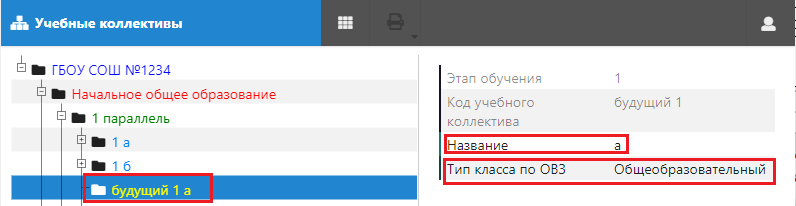 Учебные коллективы
ГБОУ СОШ №1234
Начальное общее образование
1 параллель
1 а
1 б
будущий 1 а
Этап обучения 1
Код учебного будущий 1
коллектива
Название а
Тип класса по ОВЗ Общеобразовательный